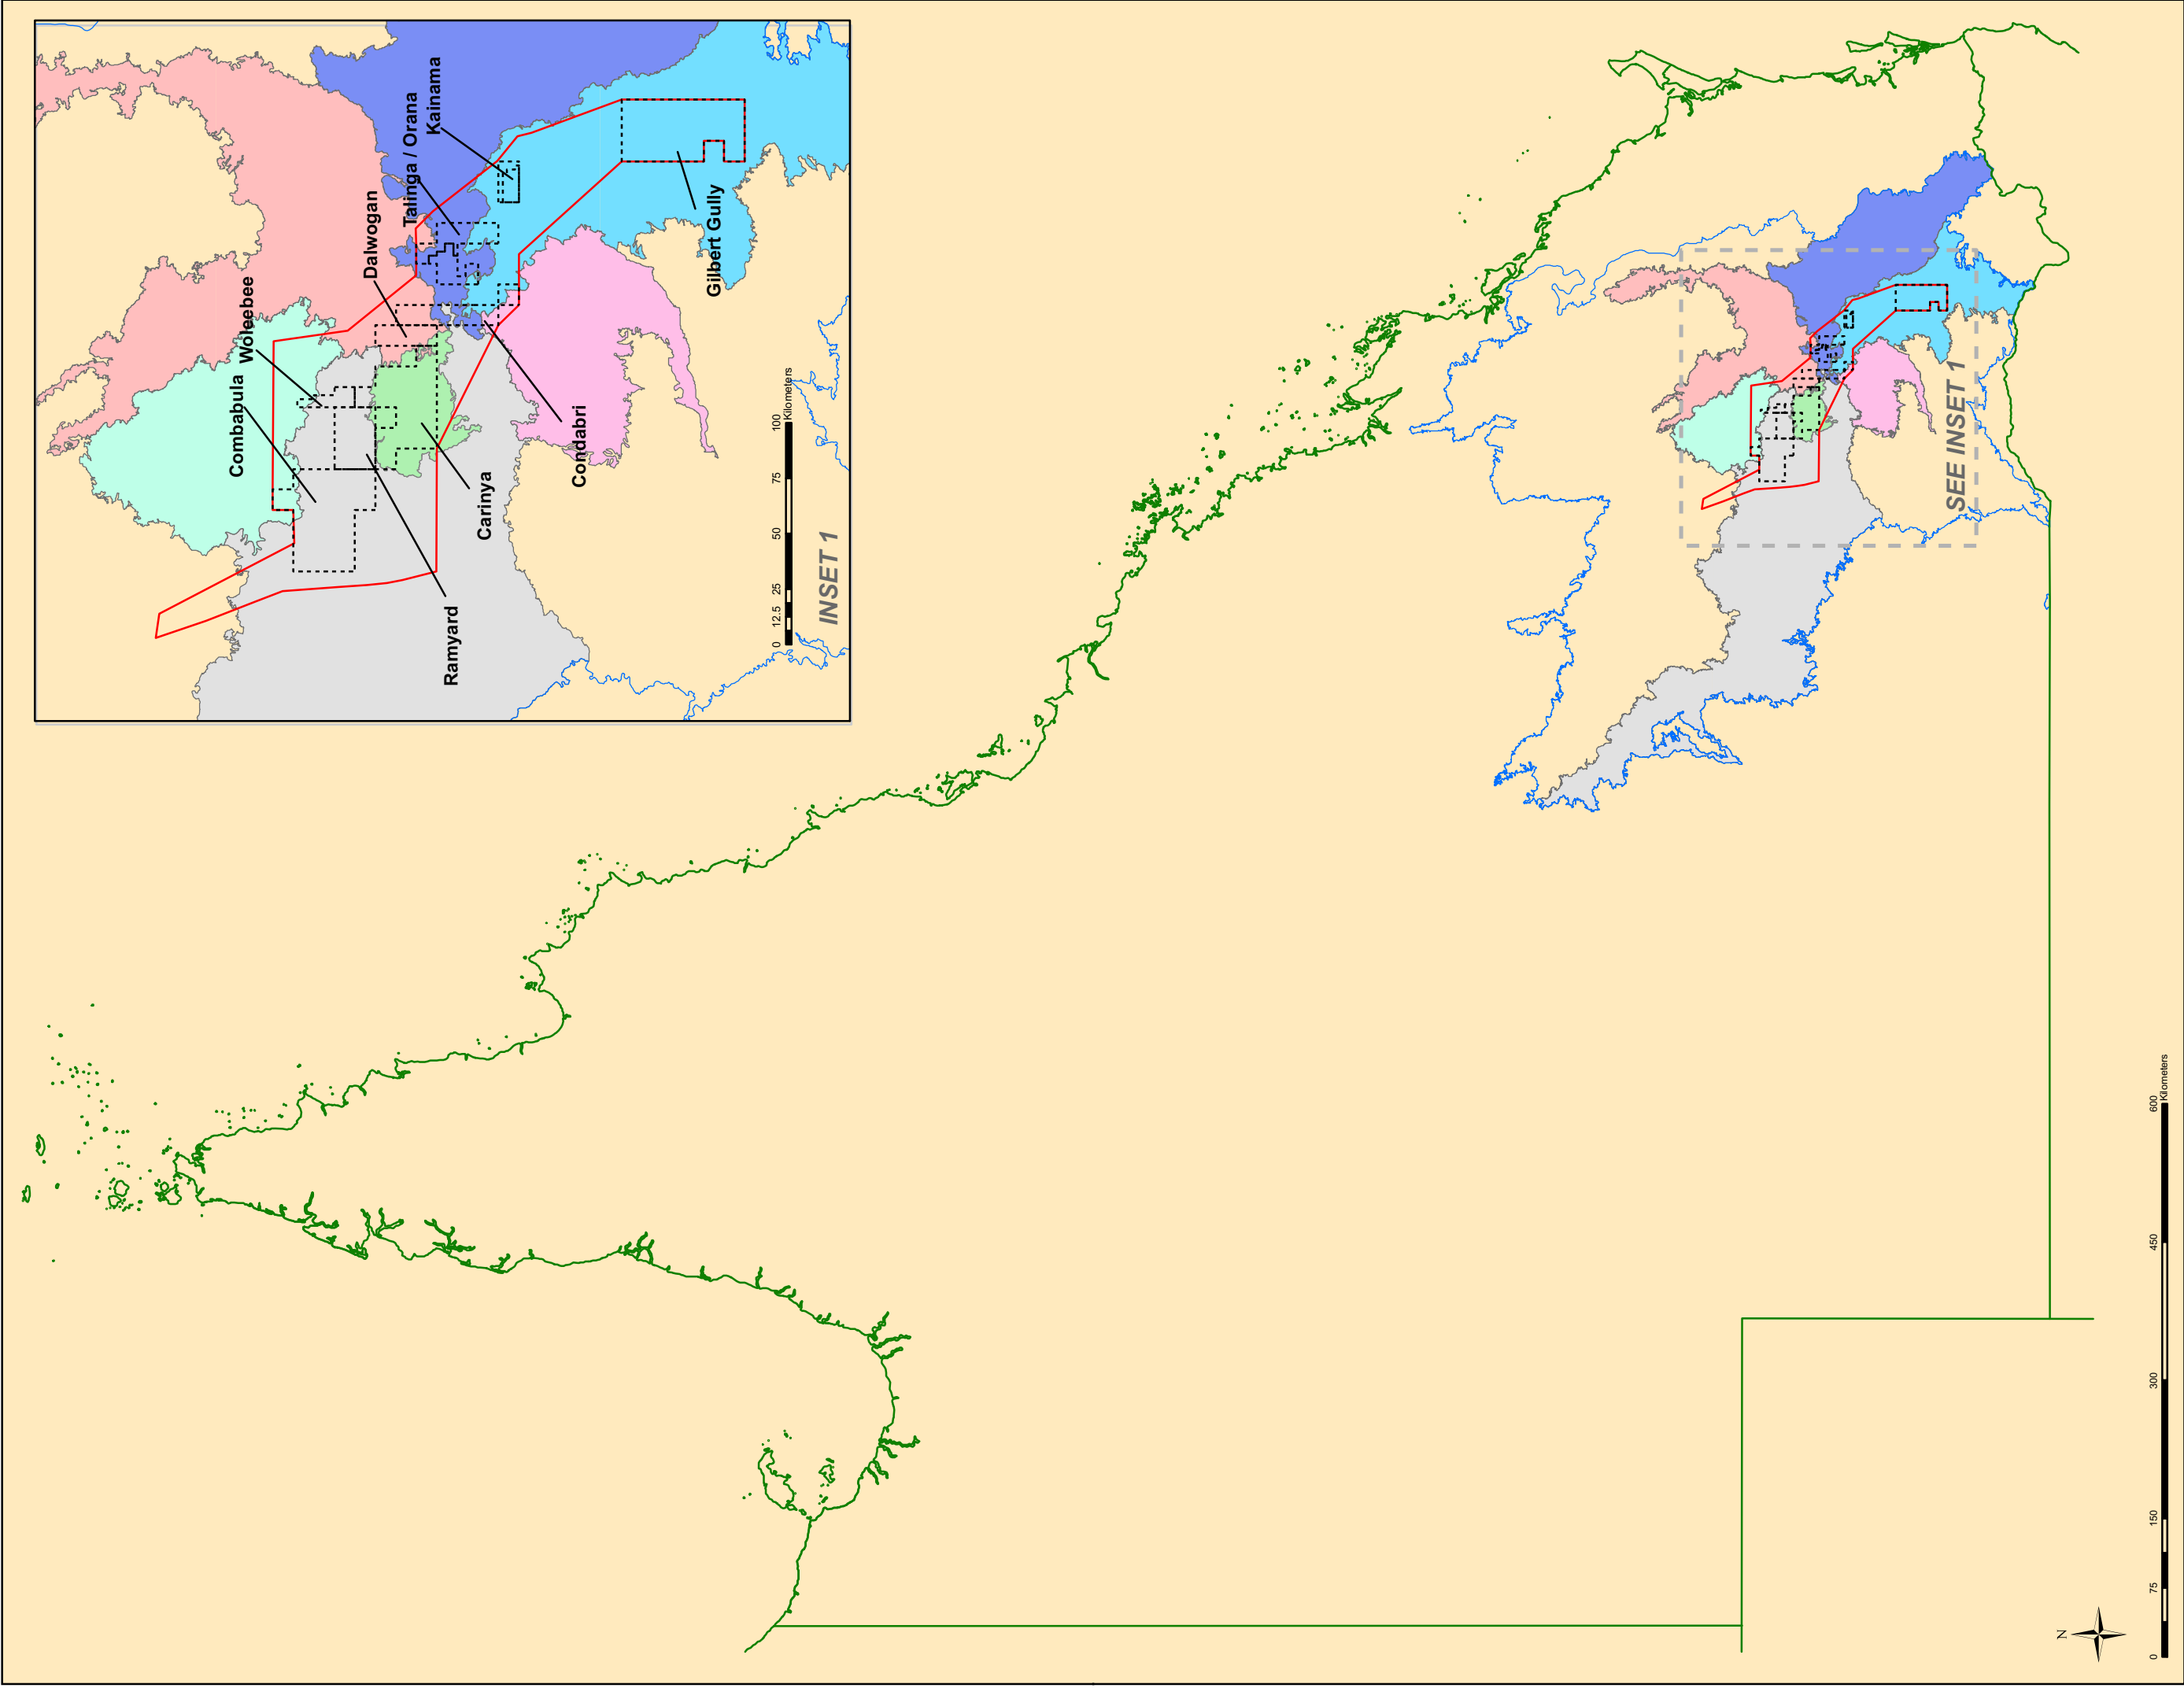 Kainama
Talinga / Orana
Dalwogan
Woleebee
Combabula
Gilbert Gully
Condabri
Carinya
Ramyard
0 12.5 25 50 75 100
Kilometers
INSET 1
SEE INSET 1
N
0 75 150 300 450 600
Kilometers